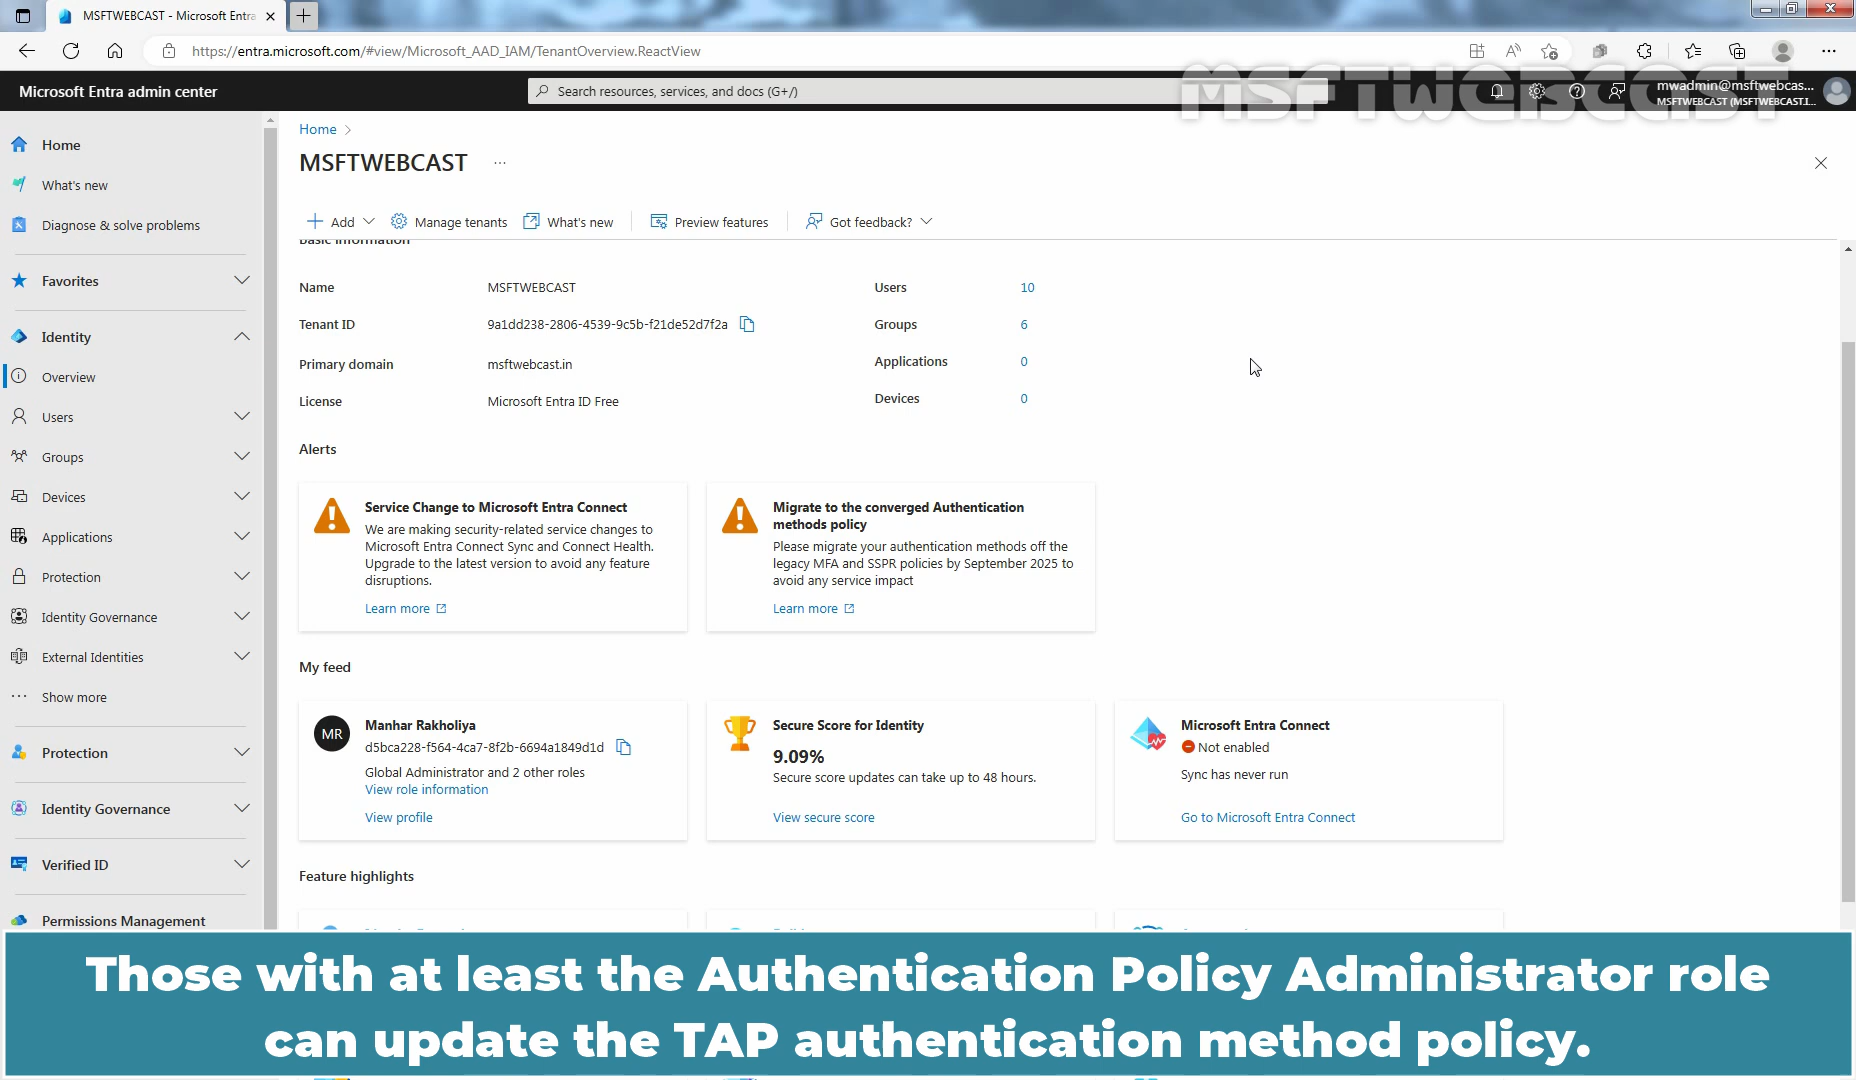 MSFTWEBCAST - Microsoft Entra
https://entra.microsoft.com/#view/Microsoft_AAD_IAM/TenantOverview.ReactView
MSFTWEBCAST
Microsoft Entra admin center
Search resources, services, and docs (G+/)
mwadmin@msftwebcas...
MSFTWEBCAST (MSFTWEBCAST.I...
Home
What's new
Diagnose & solve problems
Favorites
Identity
Overview
Users
Groups
Devices
Applications
Protection
Identity Governance
External Identities
Show more
Protection
Identity Governance
Verified ID
Permissions Management
Home
MSFTWEBCAST
Add
Manage tenants
What's new
Preview features
Got feedback?
Basic information
Name MSFTWEBCAST Users 10
Tenant ID 9a1dd238-2806-4539-9c5b-f21de52d7f2a Groups 6
Primary domain msftwebcast.in Applications 0
License Microsoft Entra ID Free Devices 0
Alerts
Service Change to Microsoft Entra Connect
We are making security-related service changes to
Microsoft Entra Connect Sync and Connect Health.
Upgrade to the latest version to avoid any feature
disruptions.
Learn more
Migrate to the converged Authentication
methods policy
Please migrate your authentication methods off the
legacy MFA and SSPR policies by September 2025 to
avoid any service impact
Learn more
My feed
MR
Manhar Rakholiya
d5bca228-f564-4ca7-8f2b-6694a1849d1d
Global Administrator and 2 other roles
View role information
View profile
Secure Score for Identity
9.09%
Secure score updates can take up to 48 hours.
View secure score
Microsoft Entra Connect
Not enabled
Sync has never run
Go to Microsoft Entra Connect
Feature highlights
Those with at least the Authentication Policy Administrator role
can update the TAP authentication method policy.